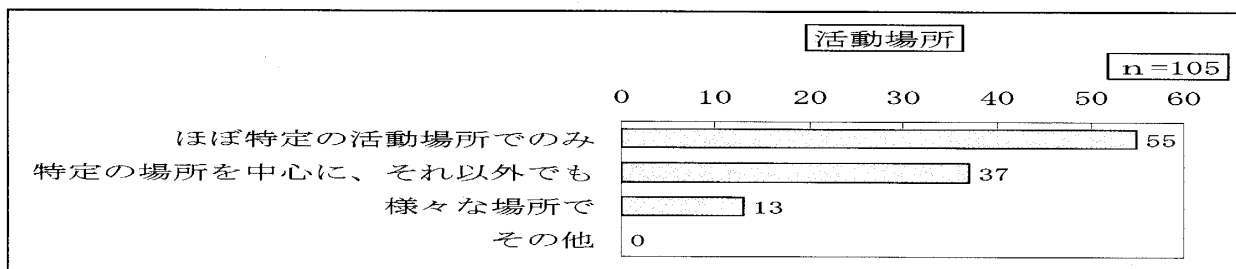 活動場所
n=105
0 10 20 30 40 50 60
ほぼ特定の活動場所でのみ 55
特定の場所を中心に、それ以外でも 37
様々な場所で 13
その他 0